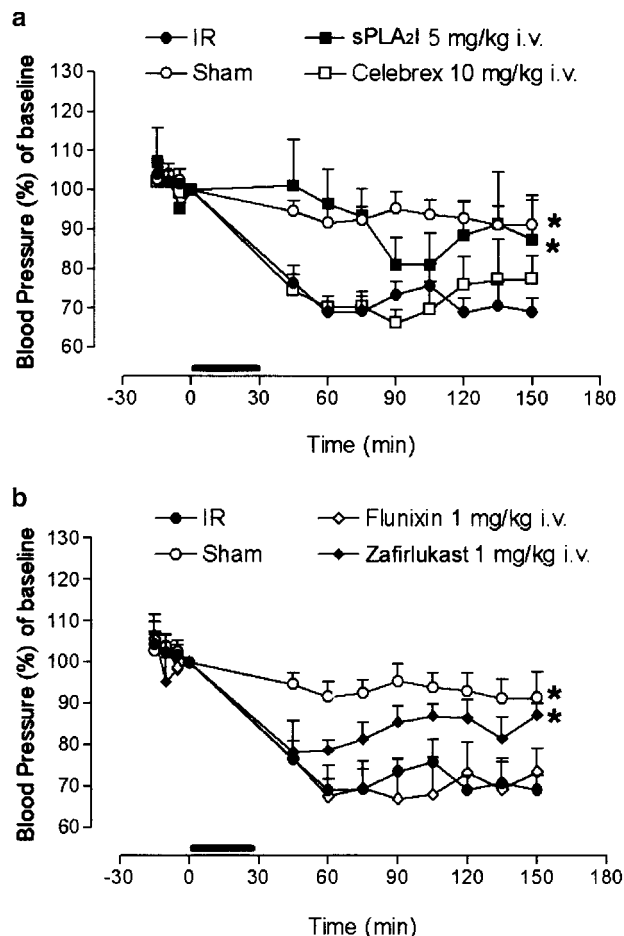 a
IR sPLA₂I 5 mg/kg i.v.
Sham Celebrex 10 mg/kg i.v.
Blood Pressure (%) of baseline
130
120
110
100
90
80
70
60
*
*
-30 0 30 60 90 120 150 180
Time (min)
b
IR Flunixin 1 mg/kg i.v.
Sham Zafirlukast 1 mg/kg i.v.
Blood Pressure (%) of baseline
130
120
110
100
90
80
70
60
*
*
-30 0 30 60 90 120 150 180
Time (min)